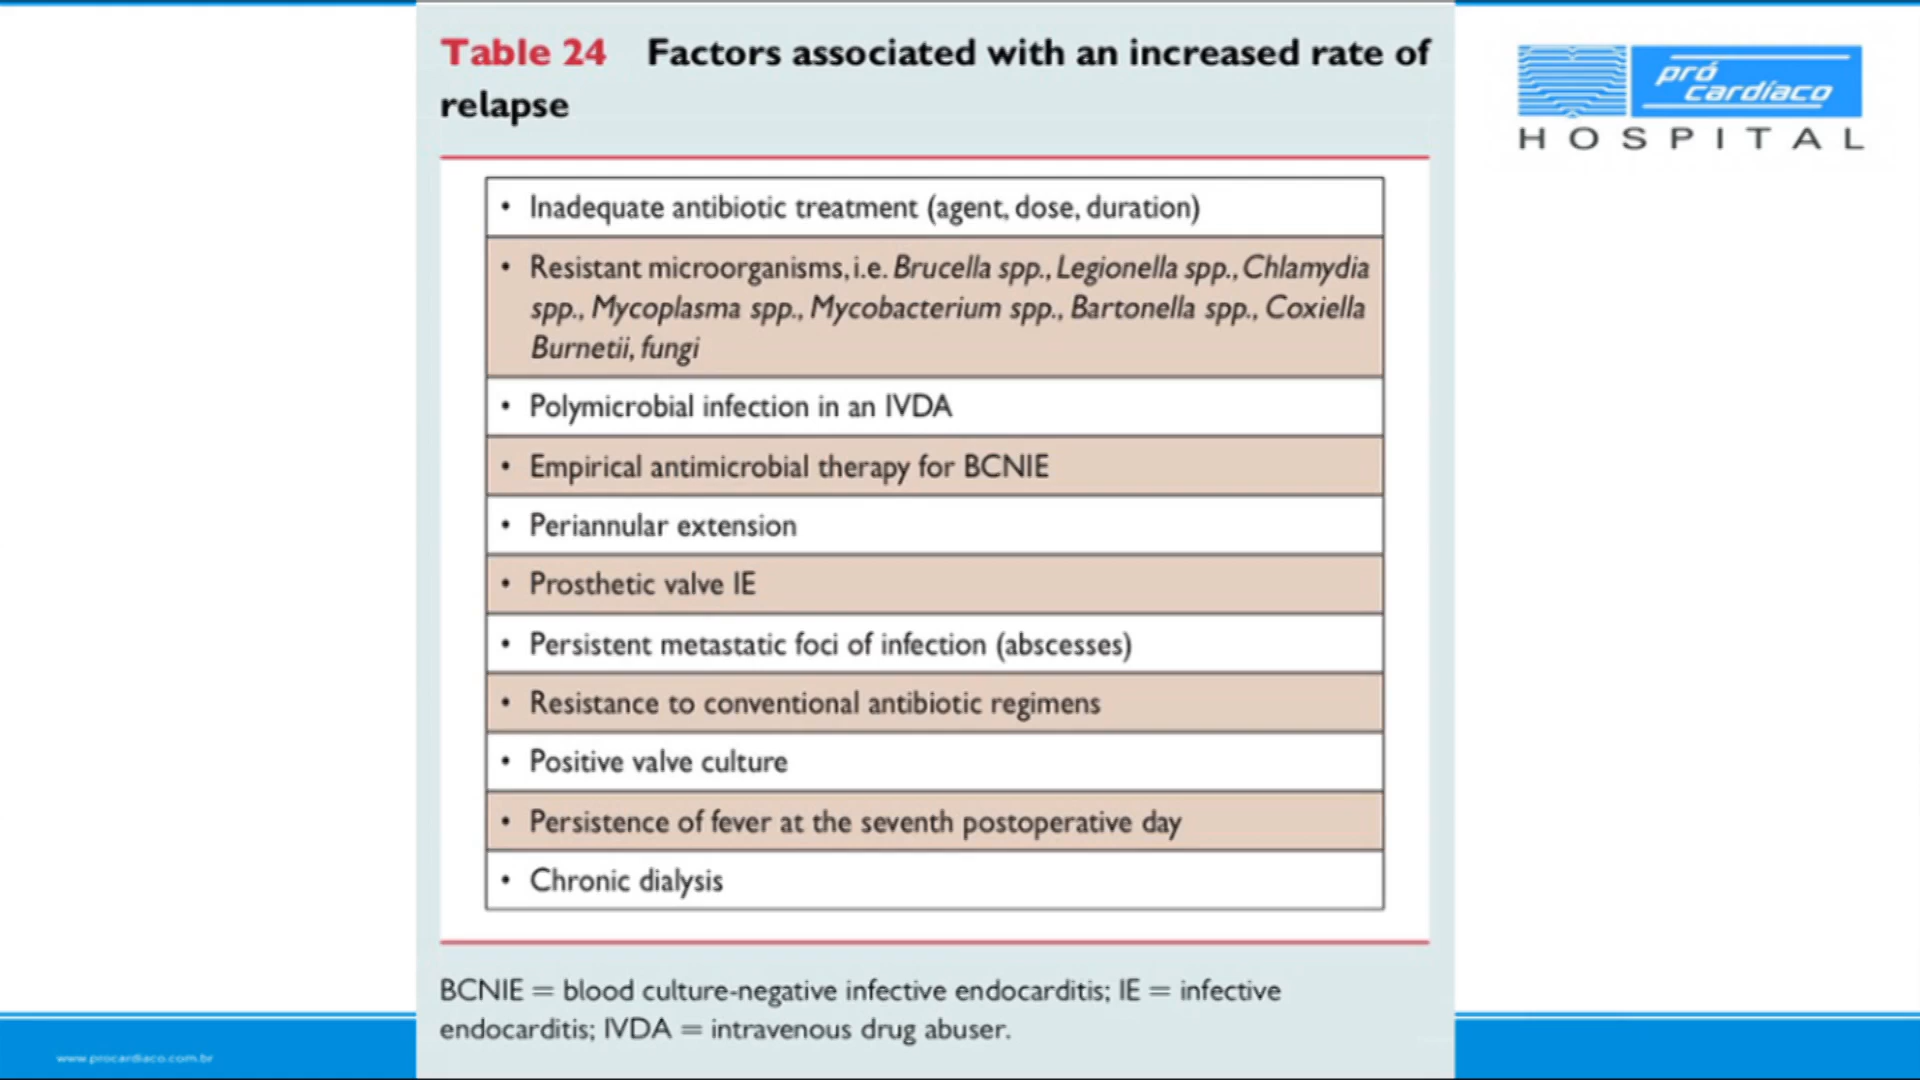 Table 24 Factors associated with an increased rate of
relapse
pró
cardíaco
HOSPITAL
• Inadequate antibiotic treatment (agent, dose, duration)
• Resistant microorganisms, i.e. Brucella spp., Legionella spp., Chlamydia
spp., Mycoplasma spp., Mycobacterium spp., Bartonella spp., Coxiella
Burnetii, fungi
• Polymicrobial infection in an IVDA
• Empirical antimicrobial therapy for BCNIE
• Periannular extension
• Prosthetic valve IE
• Persistent metastatic foci of infection (abscesses)
• Resistance to conventional antibiotic regimens
• Positive valve culture
• Persistence of fever at the seventh postoperative day
• Chronic dialysis
BCNIE = blood culture-negative infective endocarditis; IE = infective
endocarditis; IVDA = intravenous drug abuser.
www.procardiaco.com.br